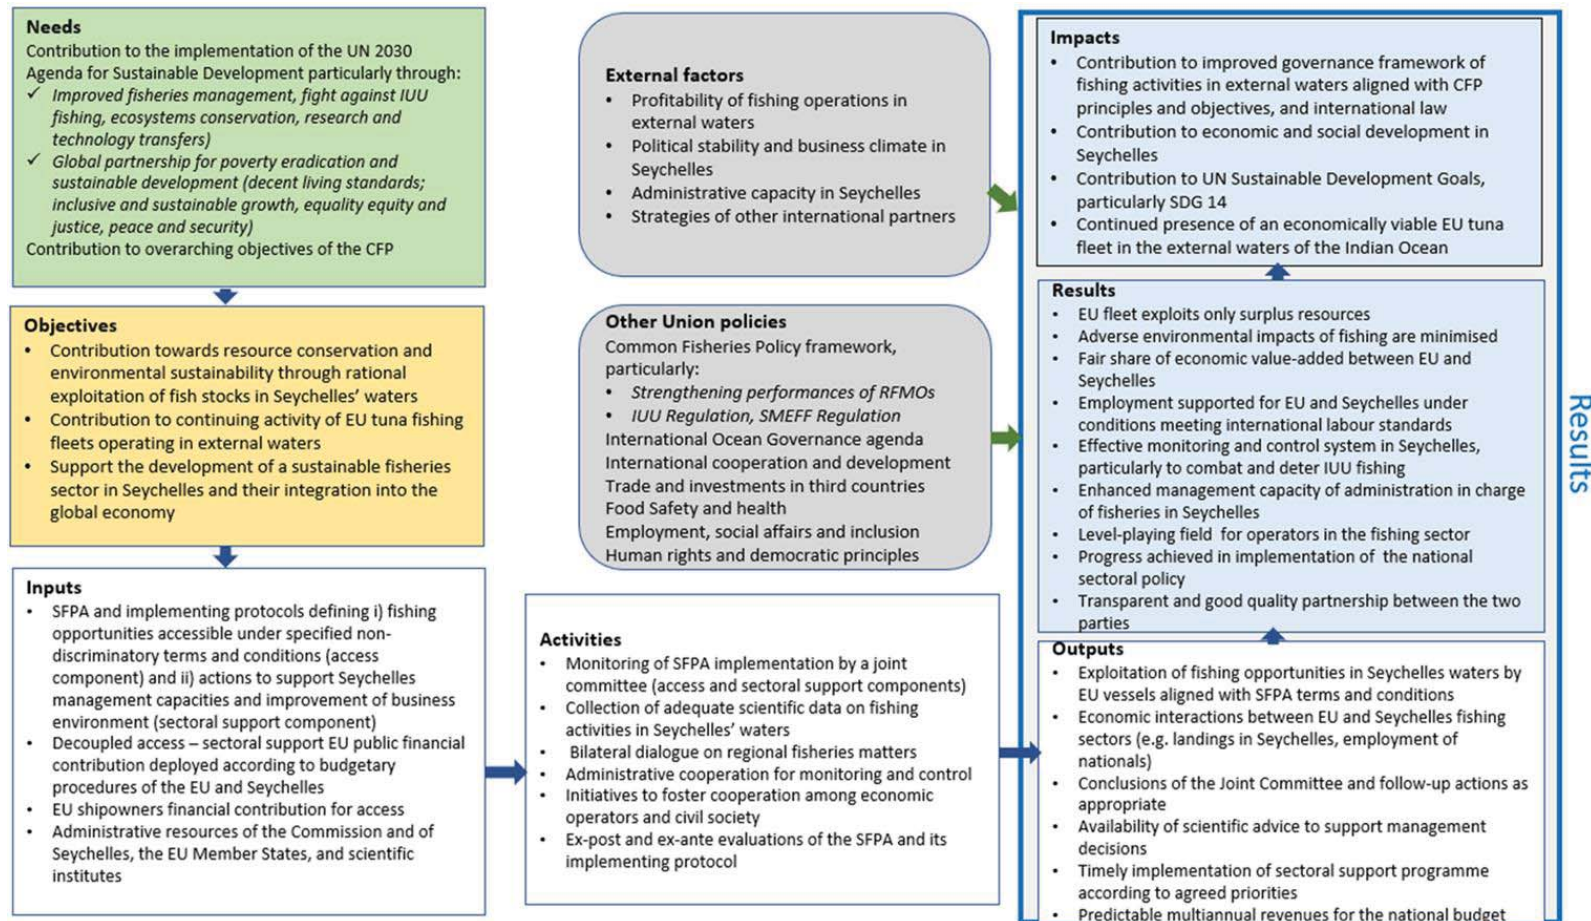 Needs
Contribution to the implementation of the UN 2030
Agenda for Sustainable Development particularly through:
✓ Improved fisheries management, fight against IUU
fishing, ecosystems conservation, research and
technology transfers)
✓ Global partnership for poverty eradication and
sustainable development (decent living standards;
inclusive and sustainable growth, equality equity and
justice, peace and security)
Contribution to overarching objectives of the CFP
Objectives
• Contribution towards resource conservation and
environmental sustainability through rational
exploitation of fish stocks in Seychelles' waters
• Contribution to continuing activity of EU tuna fishing
fleets operating in external waters
• Support the development of a sustainable fisheries
sector in Seychelles and their integration into the
global economy
Inputs
• SFPA and implementing protocols defining i) fishing
opportunities accessible under specified non-
discriminatory terms and conditions (access
component) and ii) actions to support Seychelles
management capacities and improvement of business
environment (sectoral support component)
• Decoupled access – sectoral support EU public financial
contribution deployed according to budgetary
procedures of the EU and Seychelles
• EU shipowners financial contribution for access
• Administrative resources of the Commission and of
Seychelles, the EU Member States, and scientific
institutes
External factors
• Profitability of fishing operations in
external waters
• Political stability and business climate in
Seychelles
• Administrative capacity in Seychelles
• Strategies of other international partners
Other Union policies
Common Fisheries Policy framework,
particularly:
• Strengthening performances of RFMOs
• IUU Regulation, SMEFF Regulation
International Ocean Governance agenda
International cooperation and development
Trade and investments in third countries
Food Safety and health
Employment, social affairs and inclusion
Human rights and democratic principles
Activities
• Monitoring of SFPA implementation by a joint
committee (access and sectoral support components)
• Collection of adequate scientific data on fishing
activities in Seychelles' waters
• Bilateral dialogue on regional fisheries matters
• Administrative cooperation for monitoring and control
• Initiatives to foster cooperation among economic
operators and civil society
• Ex-post and ex-ante evaluations of the SFPA and its
implementing protocol
Impacts
• Contribution to improved governance framework of
fishing activities in external waters aligned with CFP
principles and objectives, and international law
• Contribution to economic and social development in
Seychelles
• Contribution to UN Sustainable Development Goals,
particularly SDG 14
• Continued presence of an economically viable EU tuna
fleet in the external waters of the Indian Ocean
Results
• EU fleet exploits only surplus resources
• Adverse environmental impacts of fishing are minimised
• Fair share of economic value-added between EU and
Seychelles
• Employment supported for EU and Seychelles under
conditions meeting international labour standards
• Effective monitoring and control system in Seychelles,
particularly to combat and deter IUU fishing
• Enhanced management capacity of administration in charge
of fisheries in Seychelles
• Level-playing field for operators in the fishing sector
• Progress achieved in implementation of the national
sectoral policy
• Transparent and good quality partnership between the two
parties
Outputs
• Exploitation of fishing opportunities in Seychelles waters by
EU vessels aligned with SFPA terms and conditions
• Economic interactions between EU and Seychelles fishing
sectors (e.g. landings in Seychelles, employment of
nationals)
• Conclusions of the Joint Committee and follow-up actions as
appropriate
• Availability of scientific advice to support management
decisions
• Timely implementation of sectoral support programme
according to agreed priorities
• Predictable multiannual revenues for the national budget
Results